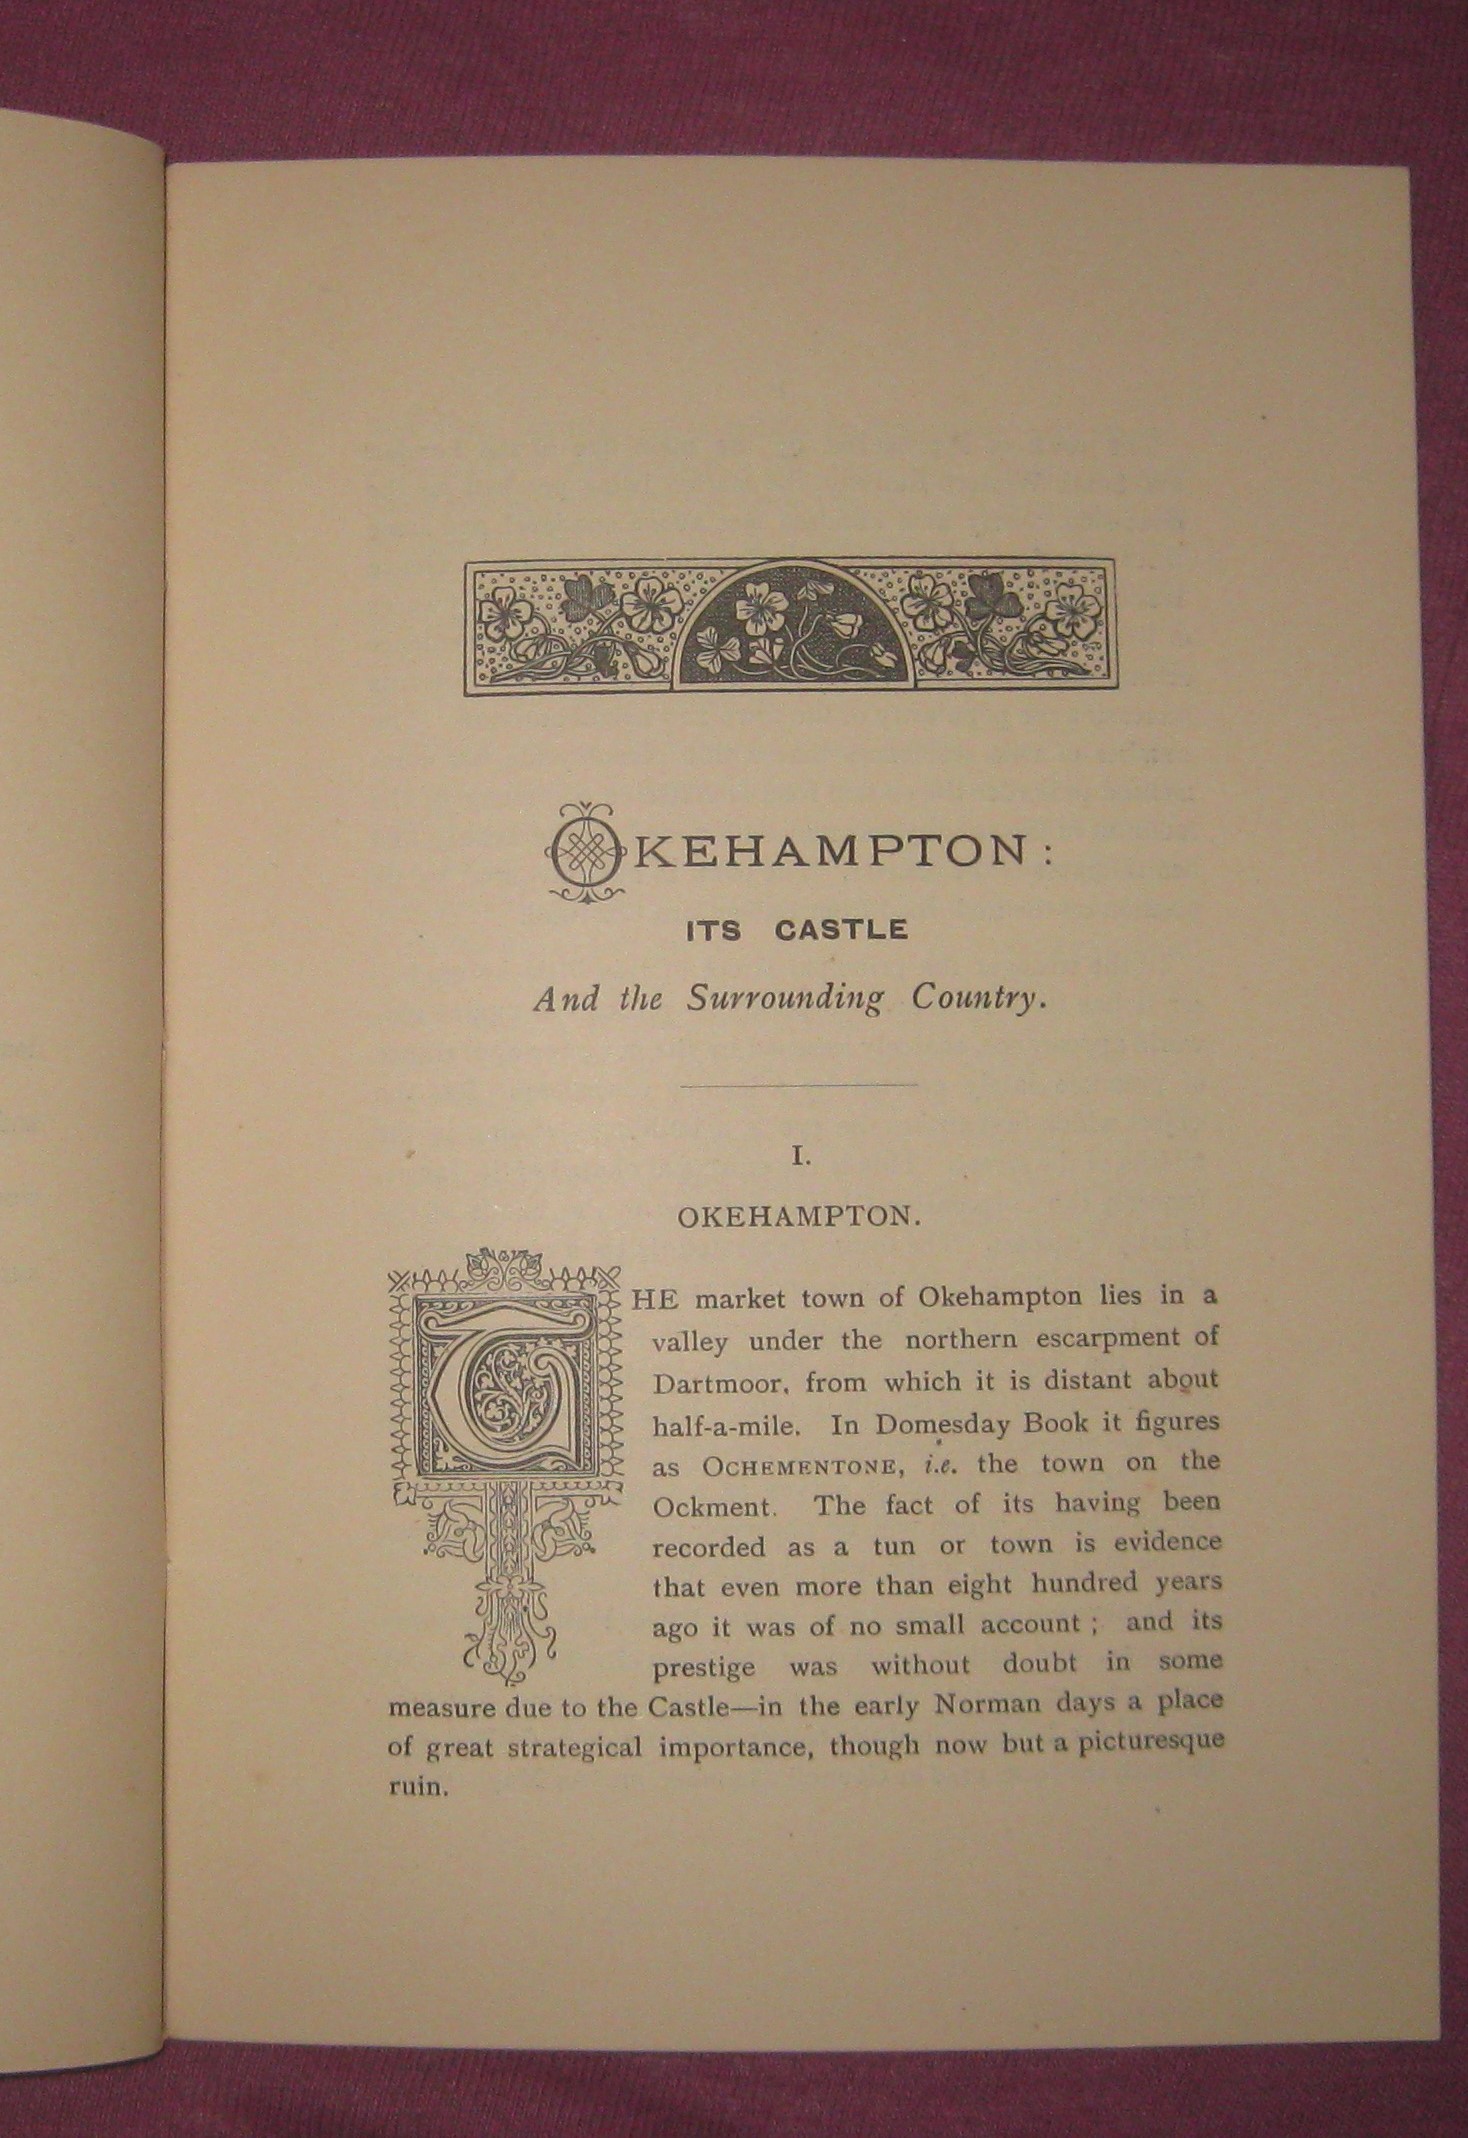 OKEHAMPTON:
ITS CASTLE
And the Surrounding Country.
I.
OKEHAMPTON.
THE market town of Okehampton lies in a
valley under the northern escarpment of
Dartmoor, from which it is distant about
half-a-mile. In Domesday Book it figures
as OCHEMENTONE, i.e. the town on the
Ockment. The fact of its having been
recorded as a tun or town is evidence
that even more than eight hundred years
ago it was of no small account; and its
prestige was without doubt in some
measure due to the Castle—in the early Norman days a place
of great strategical importance, though now but a picturesque
ruin.